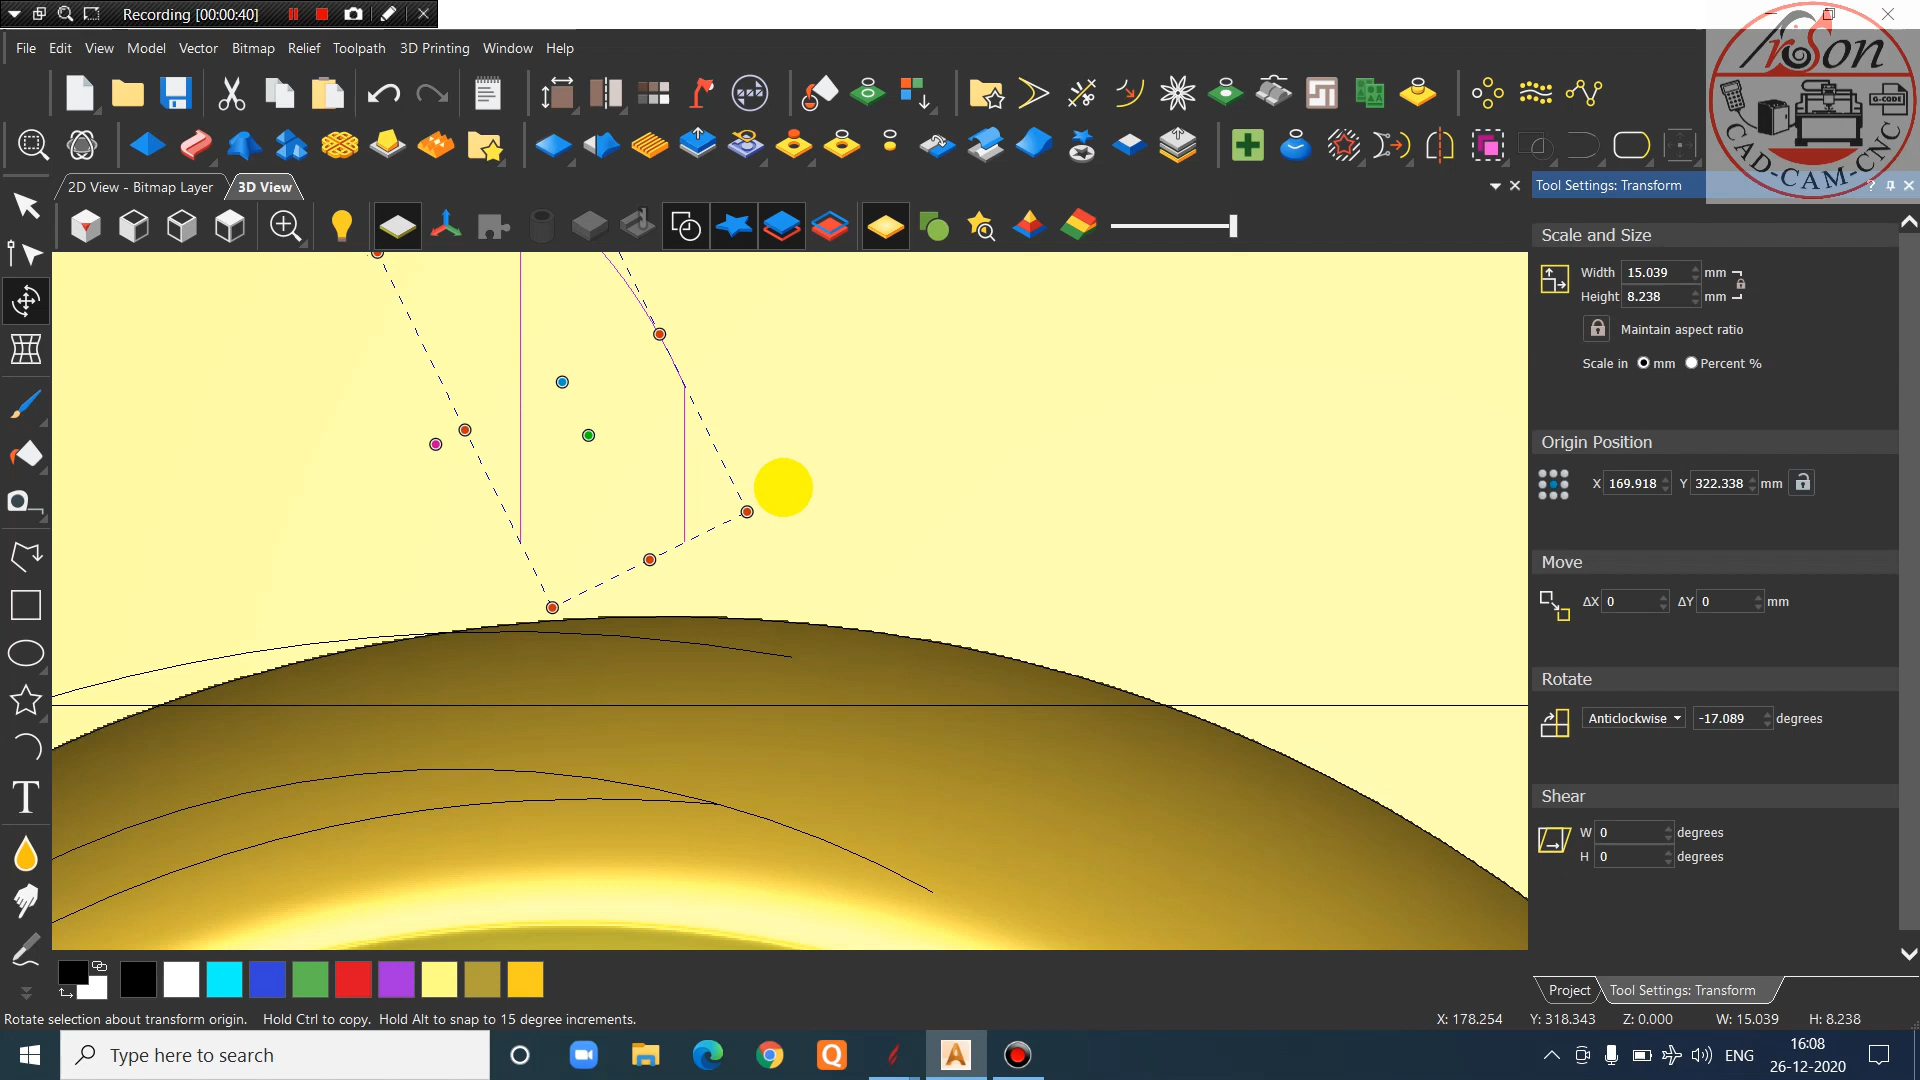 Recording [00:00:40]
File Edit View Model Vector Bitmap Relief Toolpath 3D Printing Window Help
ArSon
G-CODE
CAD-CAM-CNC
2D View - Bitmap Layer
3D View
Tool Settings: Transform
Scale and Size
Width 15.039 mm
Height 8.238 mm
Maintain aspect ratio
Scale in mm Percent %
Origin Position
X 169.918 Y 322.338 mm
Move
ΔX 0 ΔY 0 mm
Rotate
Anticlockwise -17.089 degrees
Shear
W 0 degrees
H 0 degrees
Project
Tool Settings: Transform
Rotate selection about transform origin. Hold Ctrl to copy. Hold Alt to snap to 15 degree increments.
X: 178.254 Y: 318.343 Z: 0.000 W: 15.039 H: 8.238
Type here to search
ENG
16:08
26-12-2020